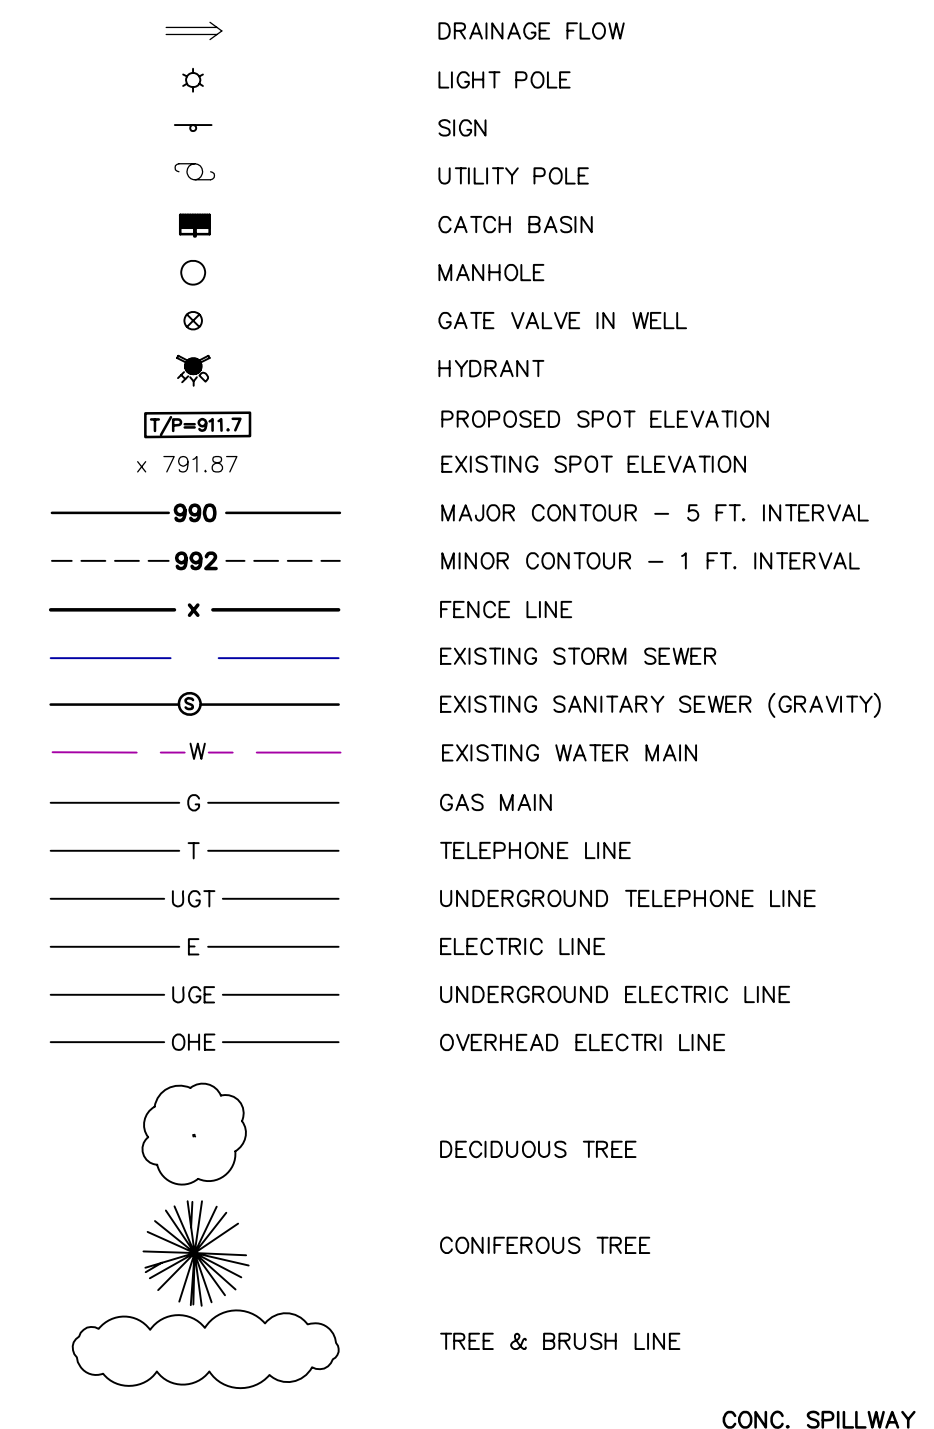 DRAINAGE FLOW
LIGHT POLE
SIGN
UTILITY POLE
CATCH BASIN
MANHOLE
GATE VALVE IN WELL
HYD HYDRANT
T/P=911.7 PROPOSED SPOT ELEVATION
x 791.87 EXISTING SPOT ELEVATION
990 MAJOR CONTOUR – 5 FT. INTERVAL
992 MINOR CONTOUR – 1 FT. INTERVAL
x FENCE LINE
EXISTING STORM SEWER
S EXISTING SANITARY SEWER (GRAVITY)
W EXISTING WATER MAIN
G GAS MAIN
T TELEPHONE LINE
UGT UNDERGROUND TELEPHONE LINE
E ELECTRIC LINE
UGE UNDERGROUND ELECTRIC LINE
OHE OVERHEAD ELECTRI LINE
DECIDUOUS TREE
CONIFEROUS TREE
TREE & BRUSH LINE
CONC. SPILLWAY